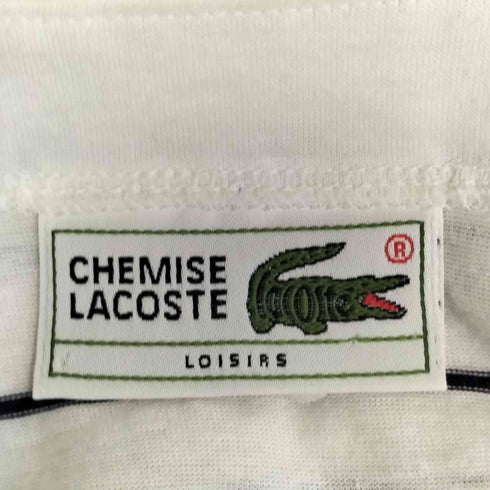 CHEMISE
LACOSTE
®
LOISIRS